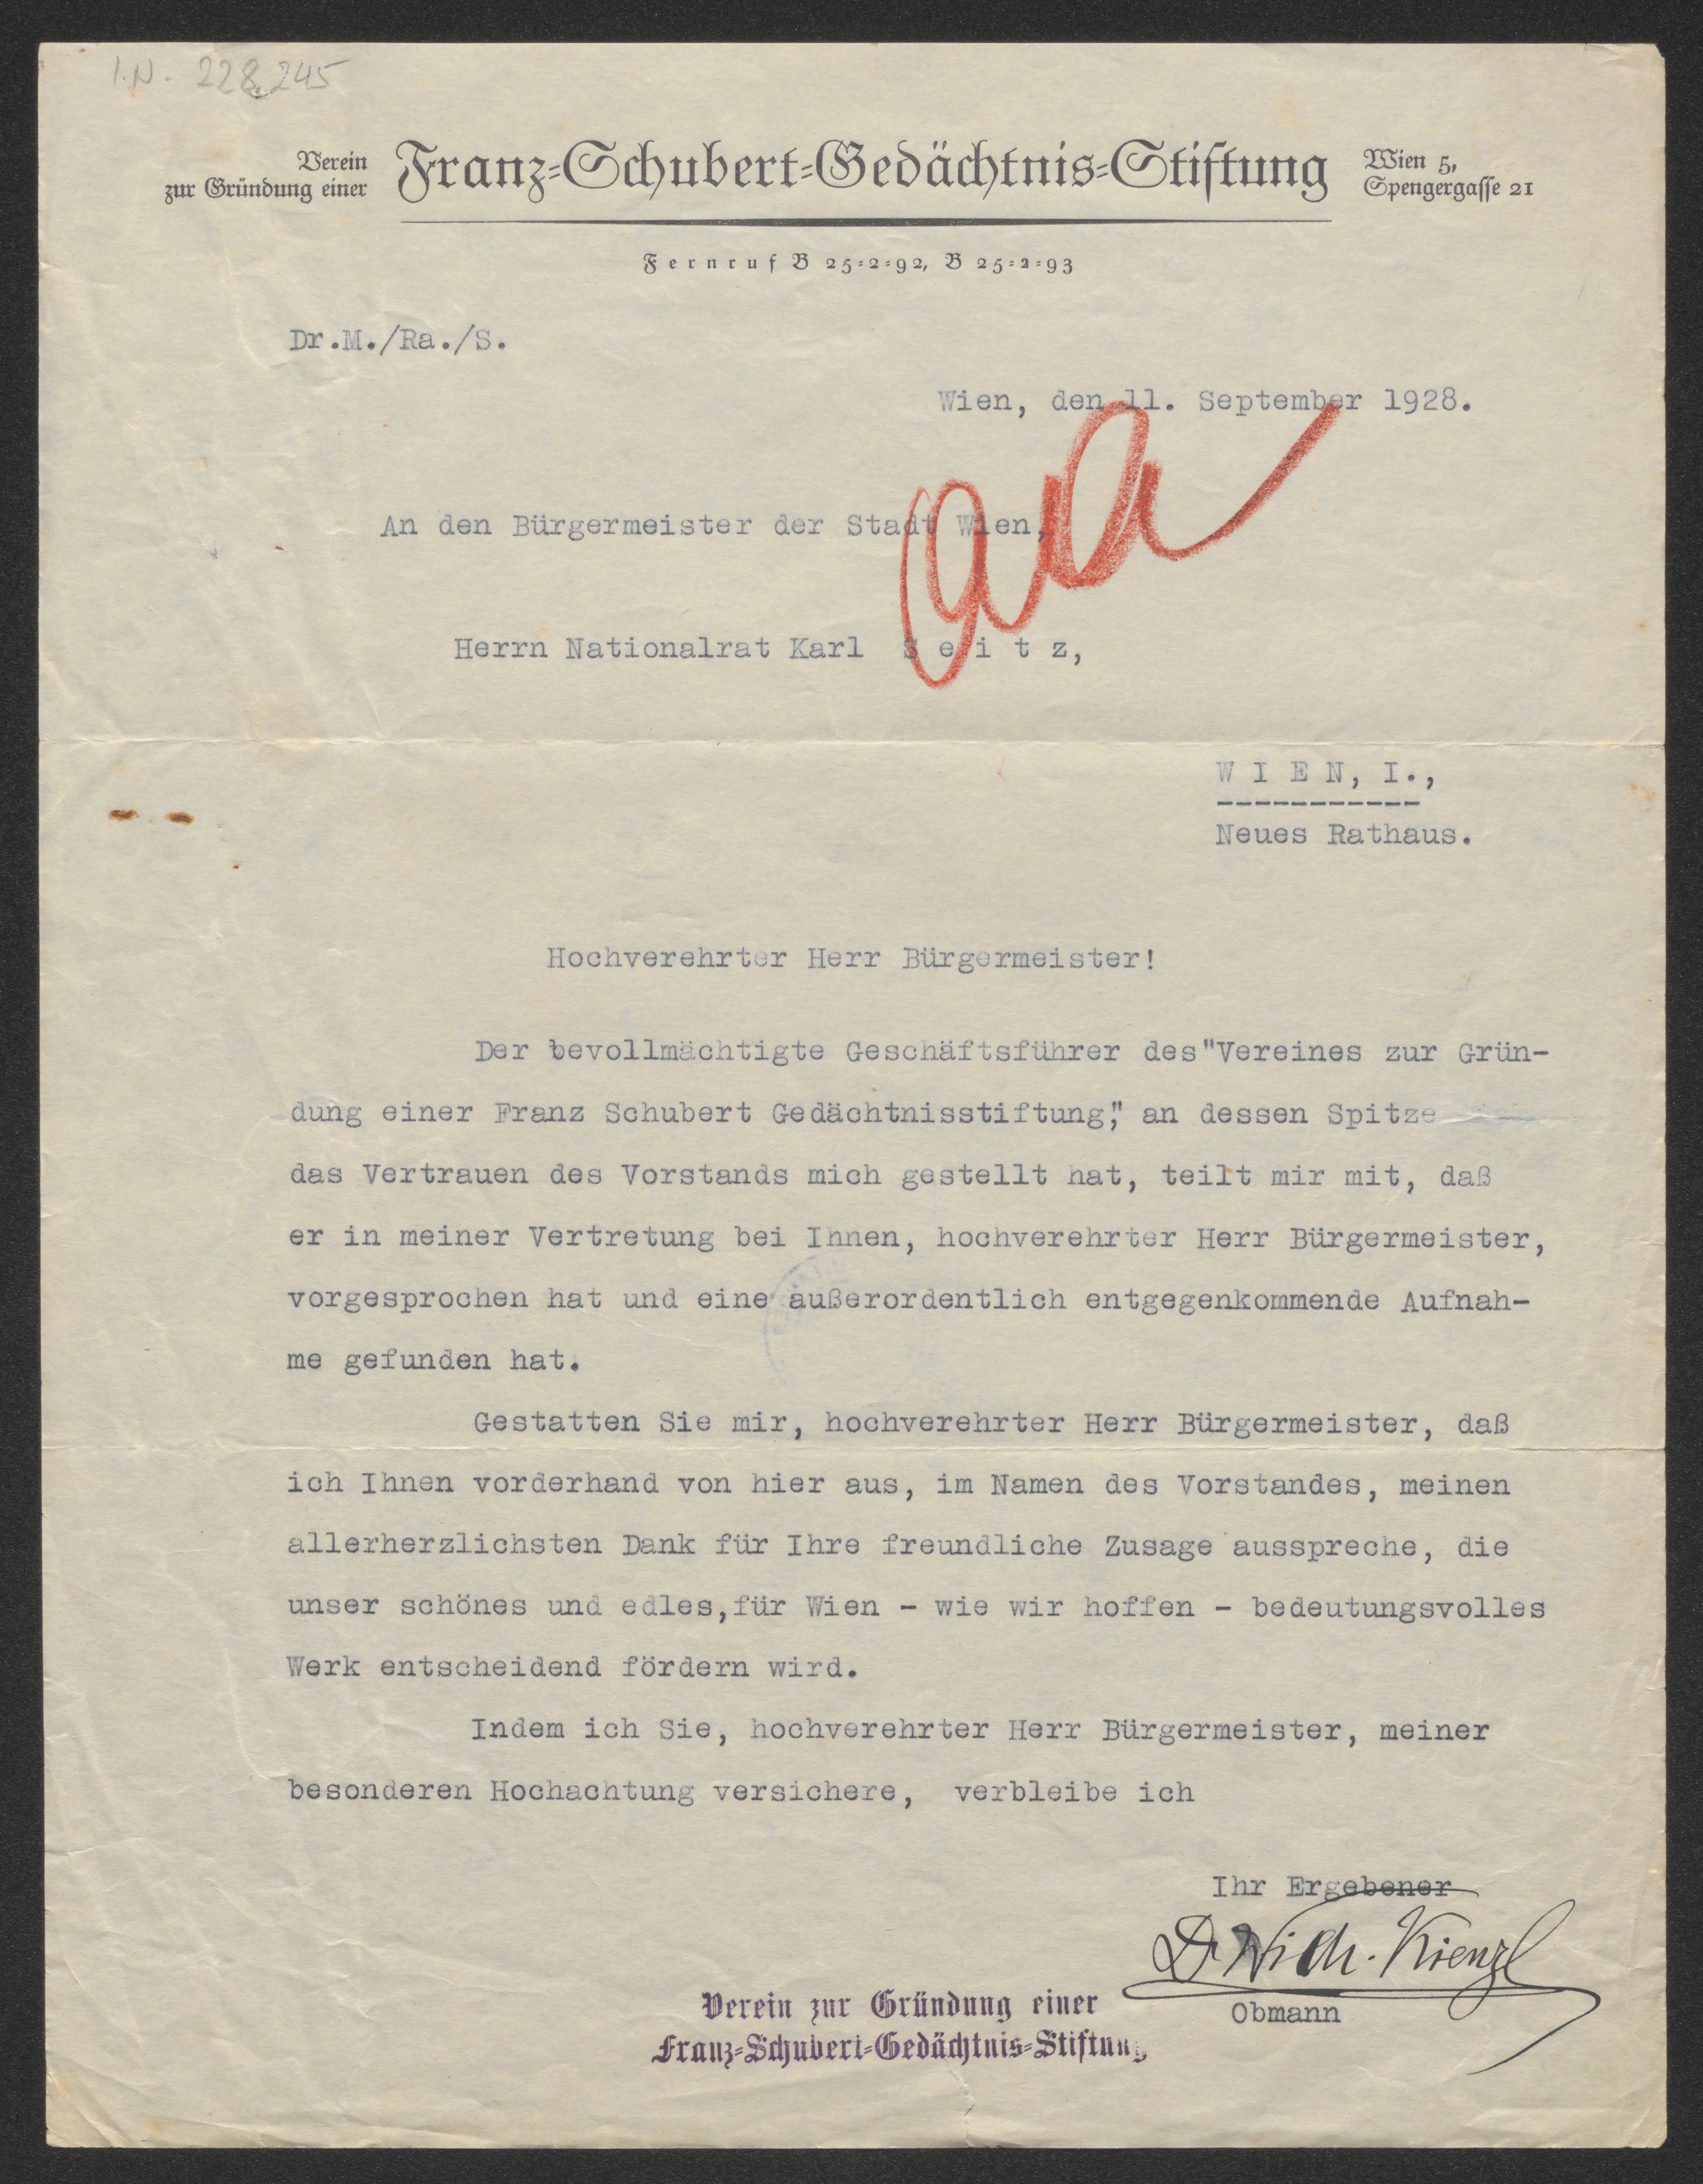 I.N. 228.245
Verein
zur Gründung einer
Franz=Schubert=Gedächtnis=Stiftung
Wien 5,
Spengergasse 21
Fernruf B 25=2=92, B 25=2=93
Dr.M./Ra./S.
Wien, den 11. September 1928.
An den Bürgermeister der Stadt Wien,
Herrn Nationalrat Karl S e i t z,
W I E N, I.,
-----------
Neues Rathaus.
Hochverehrter Herr Bürgermeister!
Der bevollmächtigte Geschäftsführer des"Vereines zur Grün-
dung einer Franz Schubert Gedächtnisstiftung", an dessen Spitze
das Vertrauen des Vorstands mich gestellt hat, teilt mir mit, daß
er in meiner Vertretung bei Ihnen, hochverehrter Herr Bürgermeister,
vorgesprochen hat und eine außerordentlich entgegenkommende Aufnah-
me gefunden hat.
Gestatten Sie mir, hochverehrter Herr Bürgermeister, daß
ich Ihnen vorderhand von hier aus, im Namen des Vorstandes, meinen
allerherzlichsten Dank für Ihre freundliche Zusage ausspreche, die
unser schönes und edles,für Wien - wie wir hoffen - bedeutungsvolles
Werk entscheidend fördern wird.
Indem ich Sie, hochverehrter Herr Bürgermeister, meiner
besonderen Hochachtung versichere, verbleibe ich
Ihr Ergebener
Dr Wilh. Kienzl
Obmann
Verein zur Gründung einer
Franz=Schubert=Gedächtnis=Stiftung